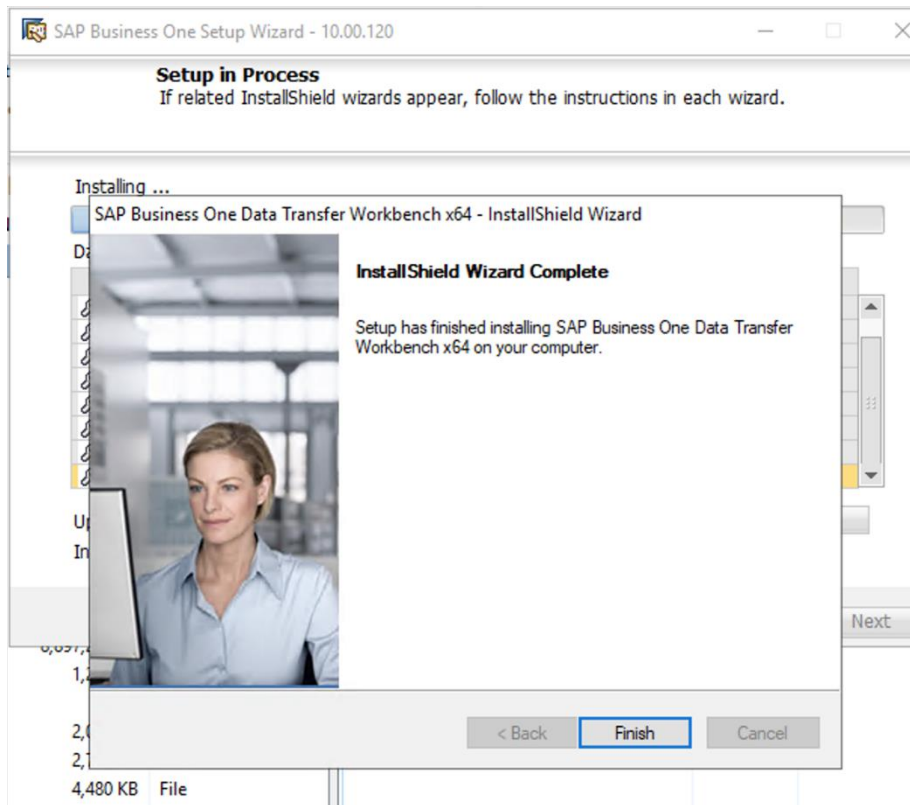 SAP Business One Setup Wizard - 10.00.120
Setup in Process
If related InstallShield wizards appear, follow the instructions in each wizard.
Installing ...
SAP Business One Data Transfer Workbench x64 - InstallShield Wizard
InstallShield Wizard Complete
Setup has finished installing SAP Business One Data Transfer
Workbench x64 on your computer.
Next
< Back
Finish
Cancel
4,480 KB File